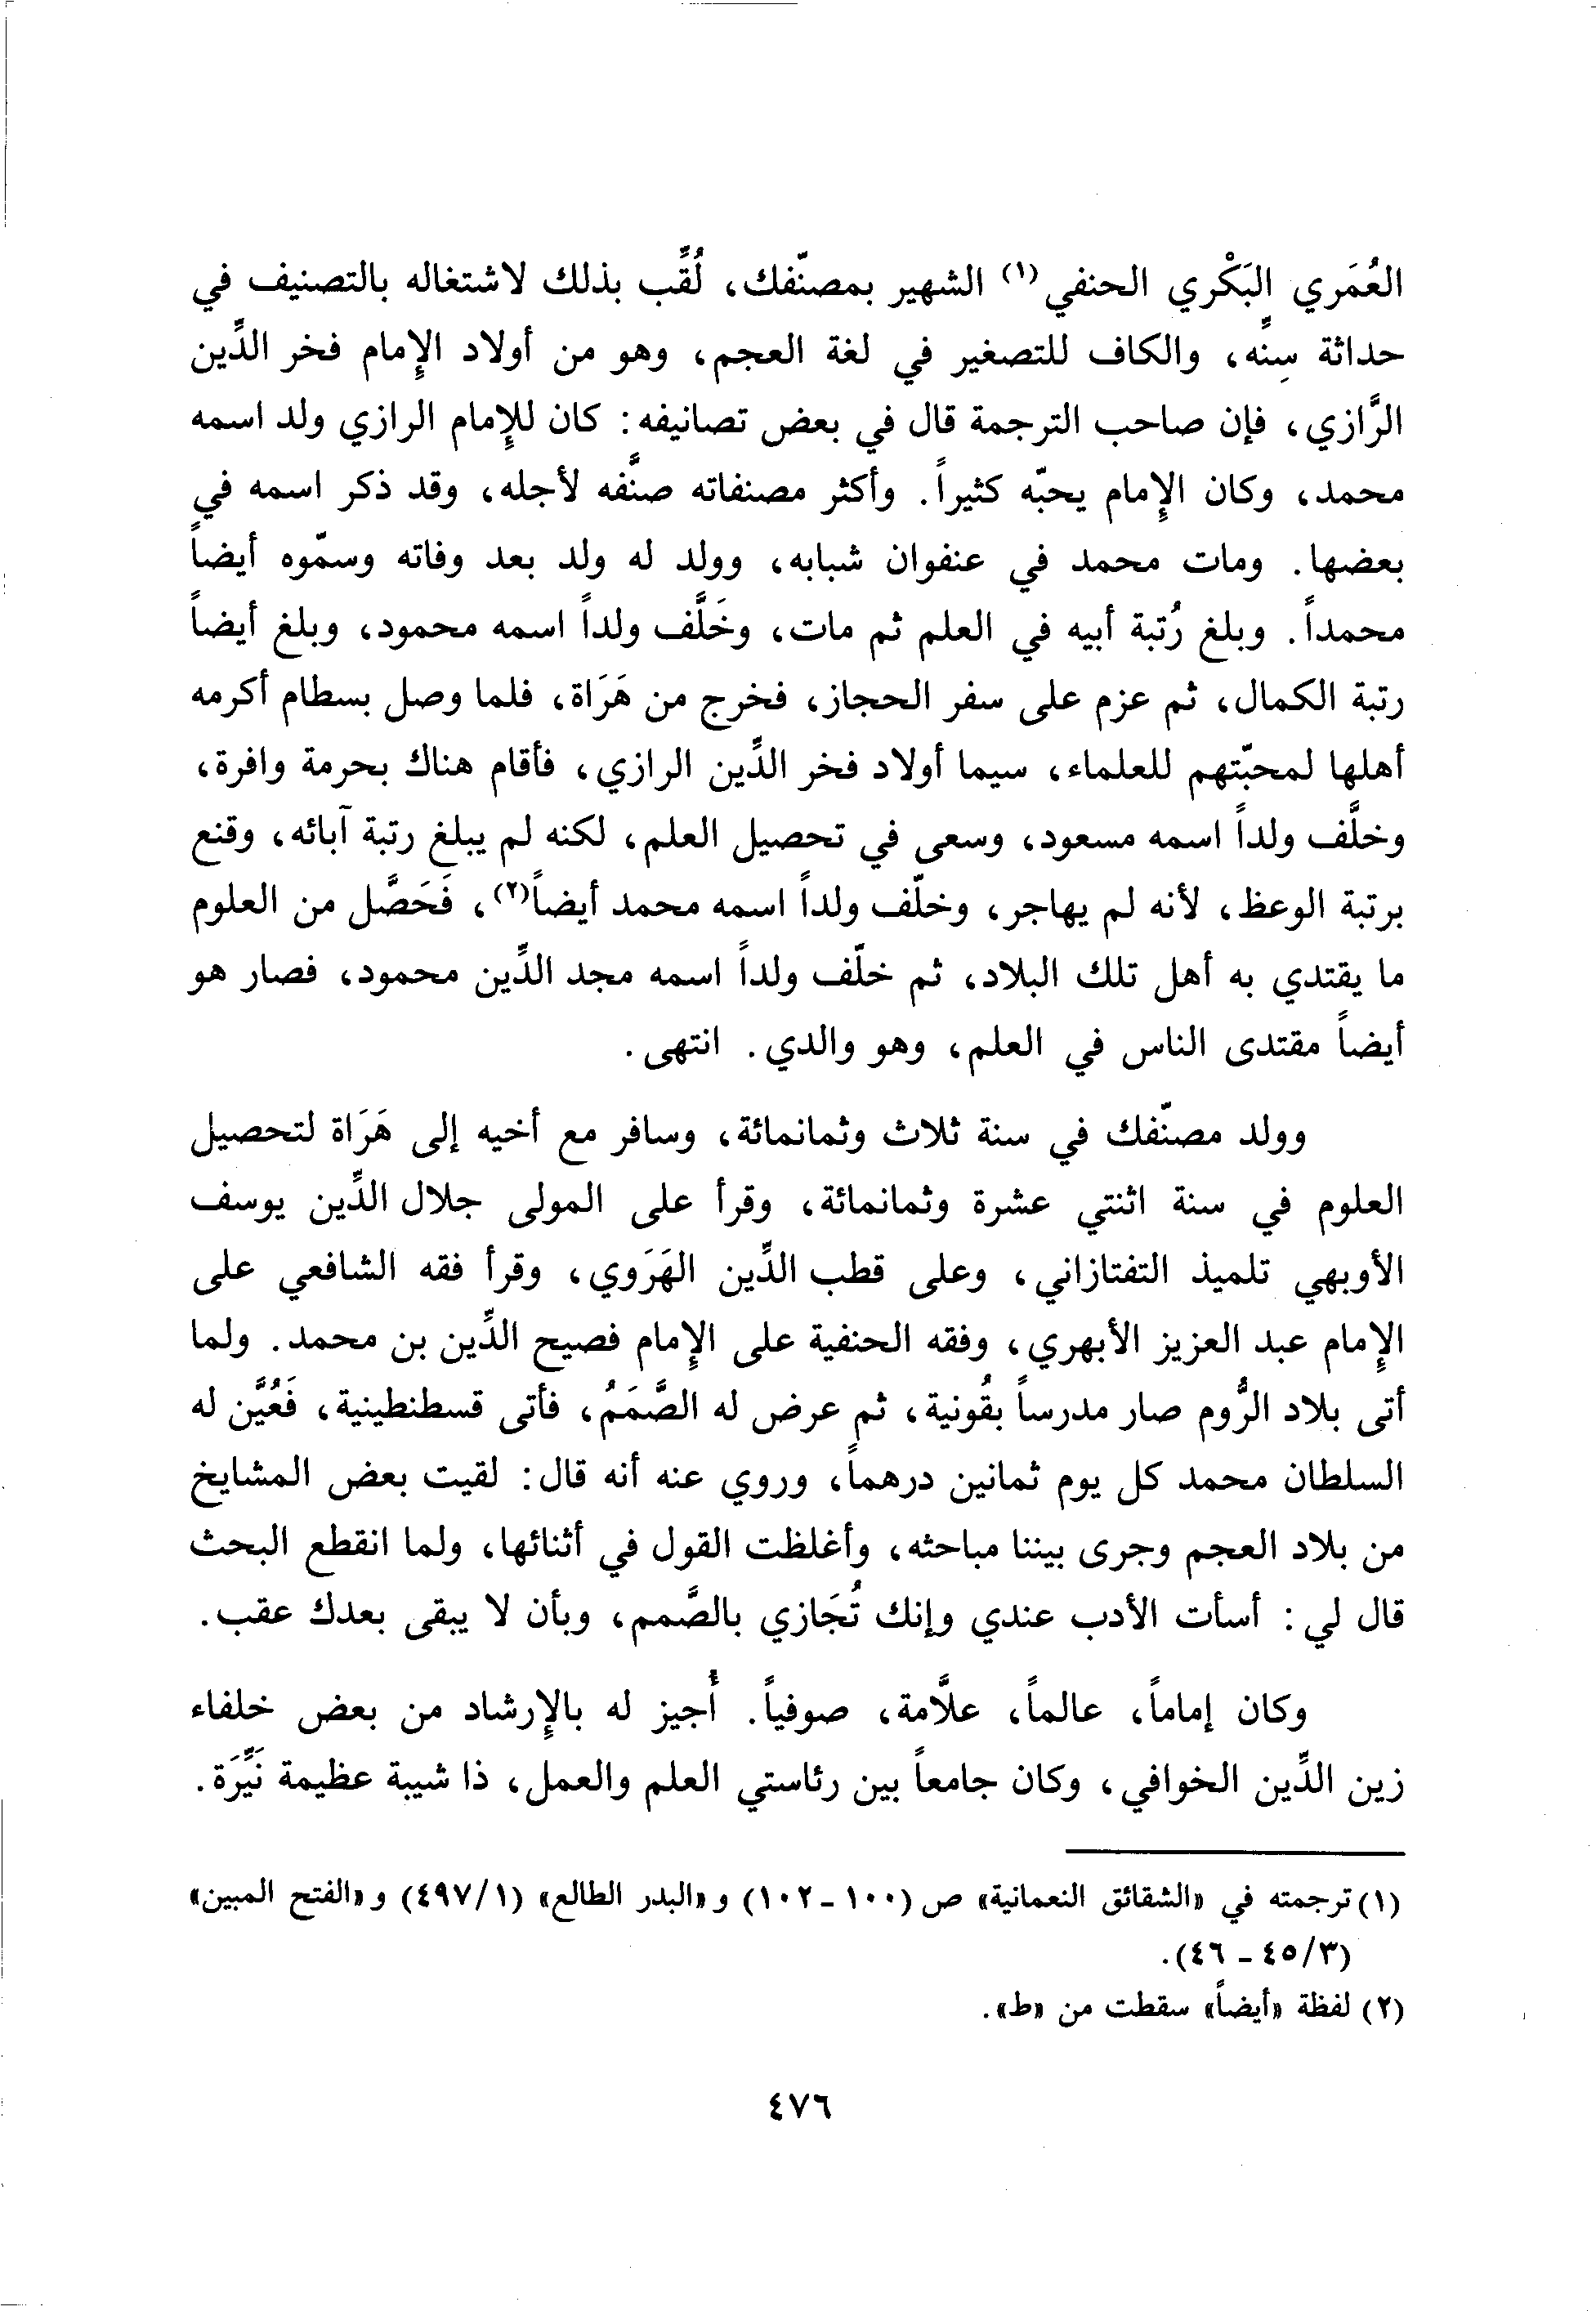 العُمَري البَكْري الحنفي (١) الشهير بمصنّفك، لُقِّب بذلك لاشتغاله بالتصنيف في
حداثة سِنِّه، والكاف للتصغير في لغة العجم، وهو من أولاد الإمام فخر الدِّين
الرَّازي، فإن صاحب الترجمة قال في بعض تصانيفه: كان للإمام الرازي ولد اسمه
محمد، وكان الإمام يحبّه كثيراً. وأكثر مصنفاته صنَّفه لأجله، وقد ذكر اسمه في
بعضها. ومات محمد في عنفوان شبابه، وولد له ولد بعد وفاته وسمّوه أيضاً
محمداً. وبلغ رُتبة أبيه في العلم ثم مات، وخَلَّف ولداً اسمه محمود، وبلغ أيضاً
رتبة الكمال، ثم عزم على سفر الحجاز، فخرج من هَرَاة، فلما وصل بسطام أكرمه
أهلها لمحبّتهم للعلماء، سيما أولاد فخر الدِّين الرازي، فأقام هناك بحرمة وافرة،
وخلَّف ولداً اسمه مسعود، وسعى في تحصيل العلم، لكنه لم يبلغ رتبة آبائه، وقنع
برتبة الوعظ، لأنه لم يهاجر، وخلّف ولداً اسمه محمد أيضاً(٢)، فَحَصَّل من العلوم
ما يقتدي به أهل تلك البلاد، ثم خلّف ولداً اسمه مجد الدِّين محمود، فصار هو
أيضاً مقتدى الناس في العلم، وهو والدي. انتهى.
وولد مصنّفك في سنة ثلاث وثمانمائة، وسافر مع أخيه إلى هَرَاة لتحصيل
العلوم في سنة اثنتي عشرة وثمانمائة، وقرأ على المولى جلال الدِّين يوسف
الأوبهي تلميذ التفتازاني، وعلى قطب الدِّين الهَرَوي، وقرأ فقه الشافعي على
الإمام عبد العزيز الأبهري، وفقه الحنفية على الإمام فصيح الدِّين بن محمد. ولما
أتى بلاد الرُّوم صار مدرساً بقُونية، ثم عرض له الصَّمَمُ، فأتى قسطنطينية، فَعُيَّن له
السلطان محمد كل يوم ثمانين درهماً، وروي عنه أنه قال: لقيت بعض المشايخ
من بلاد العجم وجرى بيننا مباحثه، وأغلظت القول في أثنائها، ولما انقطع البحث
قال لي: أسأت الأدب عندي وإنك تُجَازي بالصَّمم، وبأن لا يبقى بعدك عقب.
وكان إماماً، عالماً، علاَّمة، صوفياً. أُجيز له بالإرشاد من بعض خلفاء
زين الدِّين الخوافي، وكان جامعاً بين رئاستي العلم والعمل، ذا شيبة عظيمة نَيِّرَة.
(١) ترجمته في «الشقائق النعمانية» ص (١٠٠ - ١٠٢) و «البدر الطالع» (١/ ٤٩٧) و «الفتح المبين»
(٣/ ٤٥ - ٤٦).
(٢) لفظة «أيضاً» سقطت من «ط».
٤٧٦